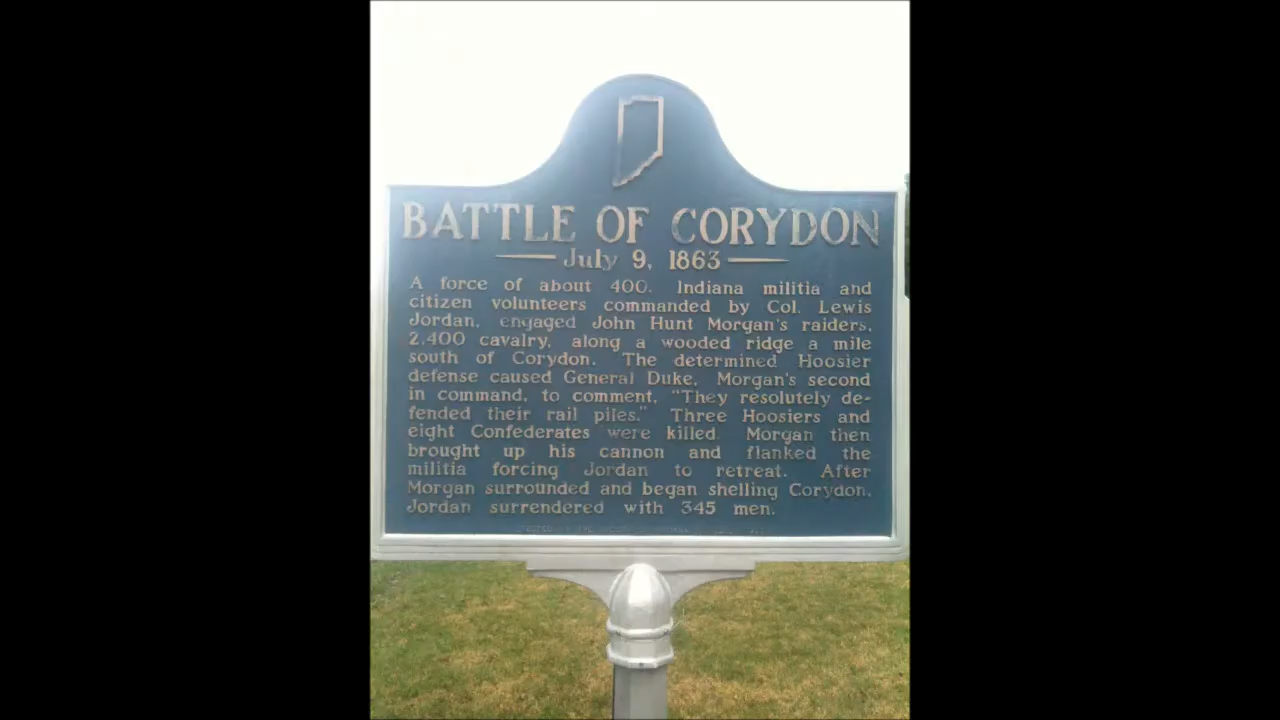 BATTLE OF CORYDON
July 9, 1863
A force of about 400, Indiana militia and
citizen volunteers commanded by Col. Lewis
Jordan, engaged John Hunt Morgan's raiders,
2,400 cavalry, along a wooded ridge a mile
south of Corydon. The determined Hoosier
defense caused General Duke, Morgan's second
in command, to comment, "They resolutely de-
fended their rail piles." Three Hoosiers and
eight Confederates were killed. Morgan then
brought up his cannon and flanked the
militia forcing Jordan to retreat. After
Morgan surrounded and began shelling Corydon,
Jordan surrendered with 345 men.